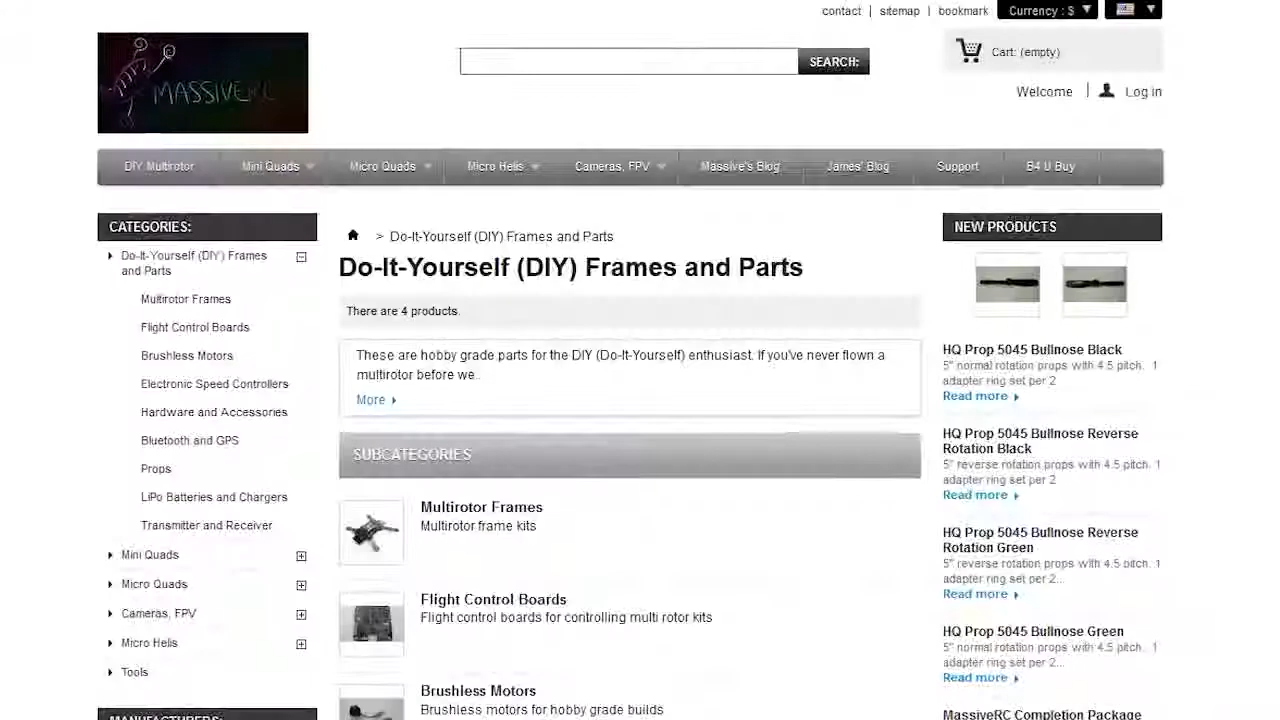 contact | sitemap | bookmark
Currency : $
MASSIVERC
SEARCH:
Cart: (empty)
Welcome | Log in
DIY Multirotor
Mini Quads
Micro Quads
Micro Helis
Cameras, FPV
Massive's Blog
James' Blog
Support
B4 U Buy
CATEGORIES:
Do-It-Yourself (DIY) Frames
and Parts
Multirotor Frames
Flight Control Boards
Brushless Motors
Electronic Speed Controllers
Hardware and Accessories
Bluetooth and GPS
Props
LiPo Batteries and Chargers
Transmitter and Receiver
Mini Quads
Micro Quads
Cameras, FPV
Micro Helis
Tools
MANUFACTURERS:
> Do-It-Yourself (DIY) Frames and Parts
Do-It-Yourself (DIY) Frames and Parts
There are 4 products.
These are hobby grade parts for the DIY (Do-It-Yourself) enthusiast. If you've never flown a
multirotor before we..
More
SUBCATEGORIES
Multirotor Frames
Multirotor frame kits
Flight Control Boards
Flight control boards for controlling multi rotor kits
Brushless Motors
Brushless motors for hobby grade builds
NEW PRODUCTS
HQ Prop 5045 Bullnose Black
5" normal rotation props with 4.5 pitch. 1
adapter ring set per 2
Read more
HQ Prop 5045 Bullnose Reverse
Rotation Black
5" reverse rotation props with 4.5 pitch. 1
adapter ring set per 2
Read more
HQ Prop 5045 Bullnose Reverse
Rotation Green
5" reverse rotation props with 4.5 pitch. 1
adapter ring set per 2...
Read more
HQ Prop 5045 Bullnose Green
5" normal rotation props with 4.5 pitch. 1
adapter ring set per 2...
Read more
MassiveRC Completion Package